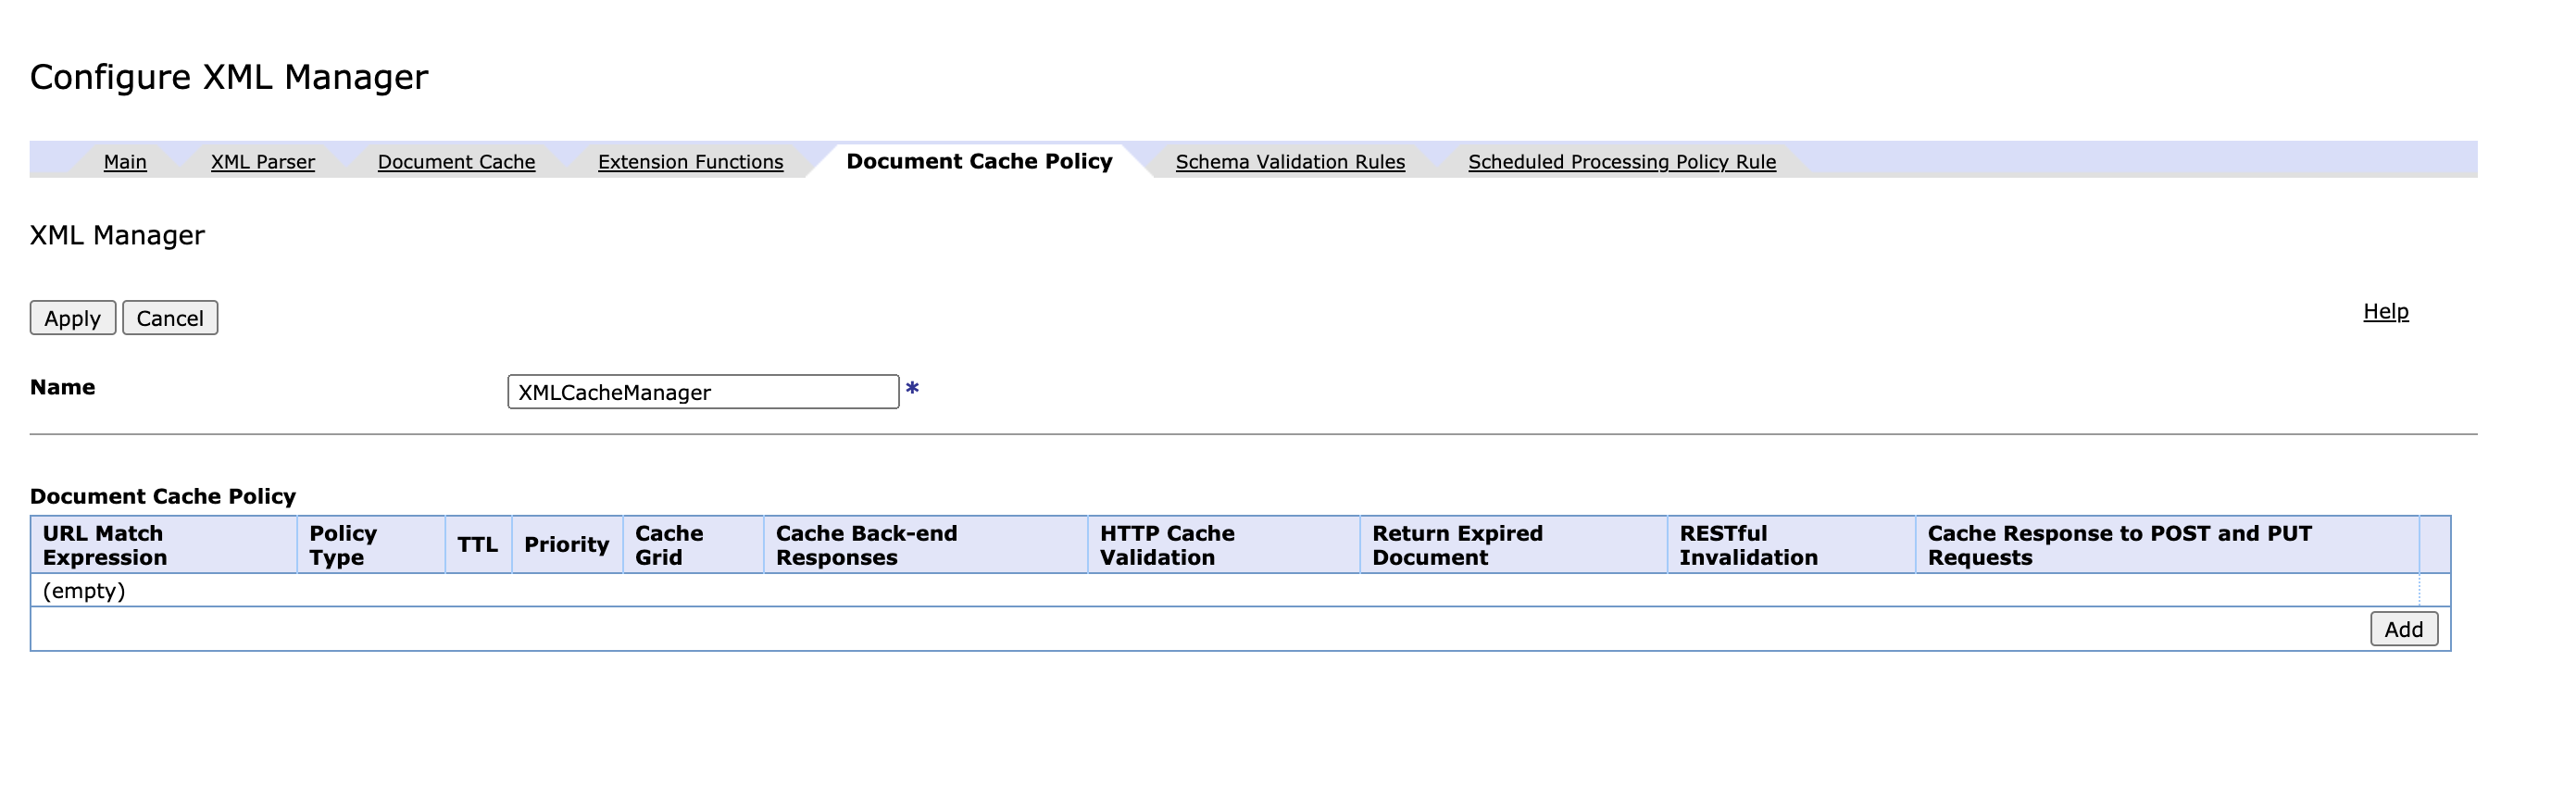 Configure XML Manager
Main XML Parser Document Cache Extension Functions Document Cache Policy Schema Validation Rules Scheduled Processing Policy Rule
XML Manager
Apply Cancel Help
Name XMLCacheManager *
Document Cache Policy
URL Match Expression Policy Type TTL Priority Cache Grid Cache Back-end Responses HTTP Cache Validation Return Expired Document RESTful Invalidation Cache Response to POST and PUT Requests
(empty)
Add